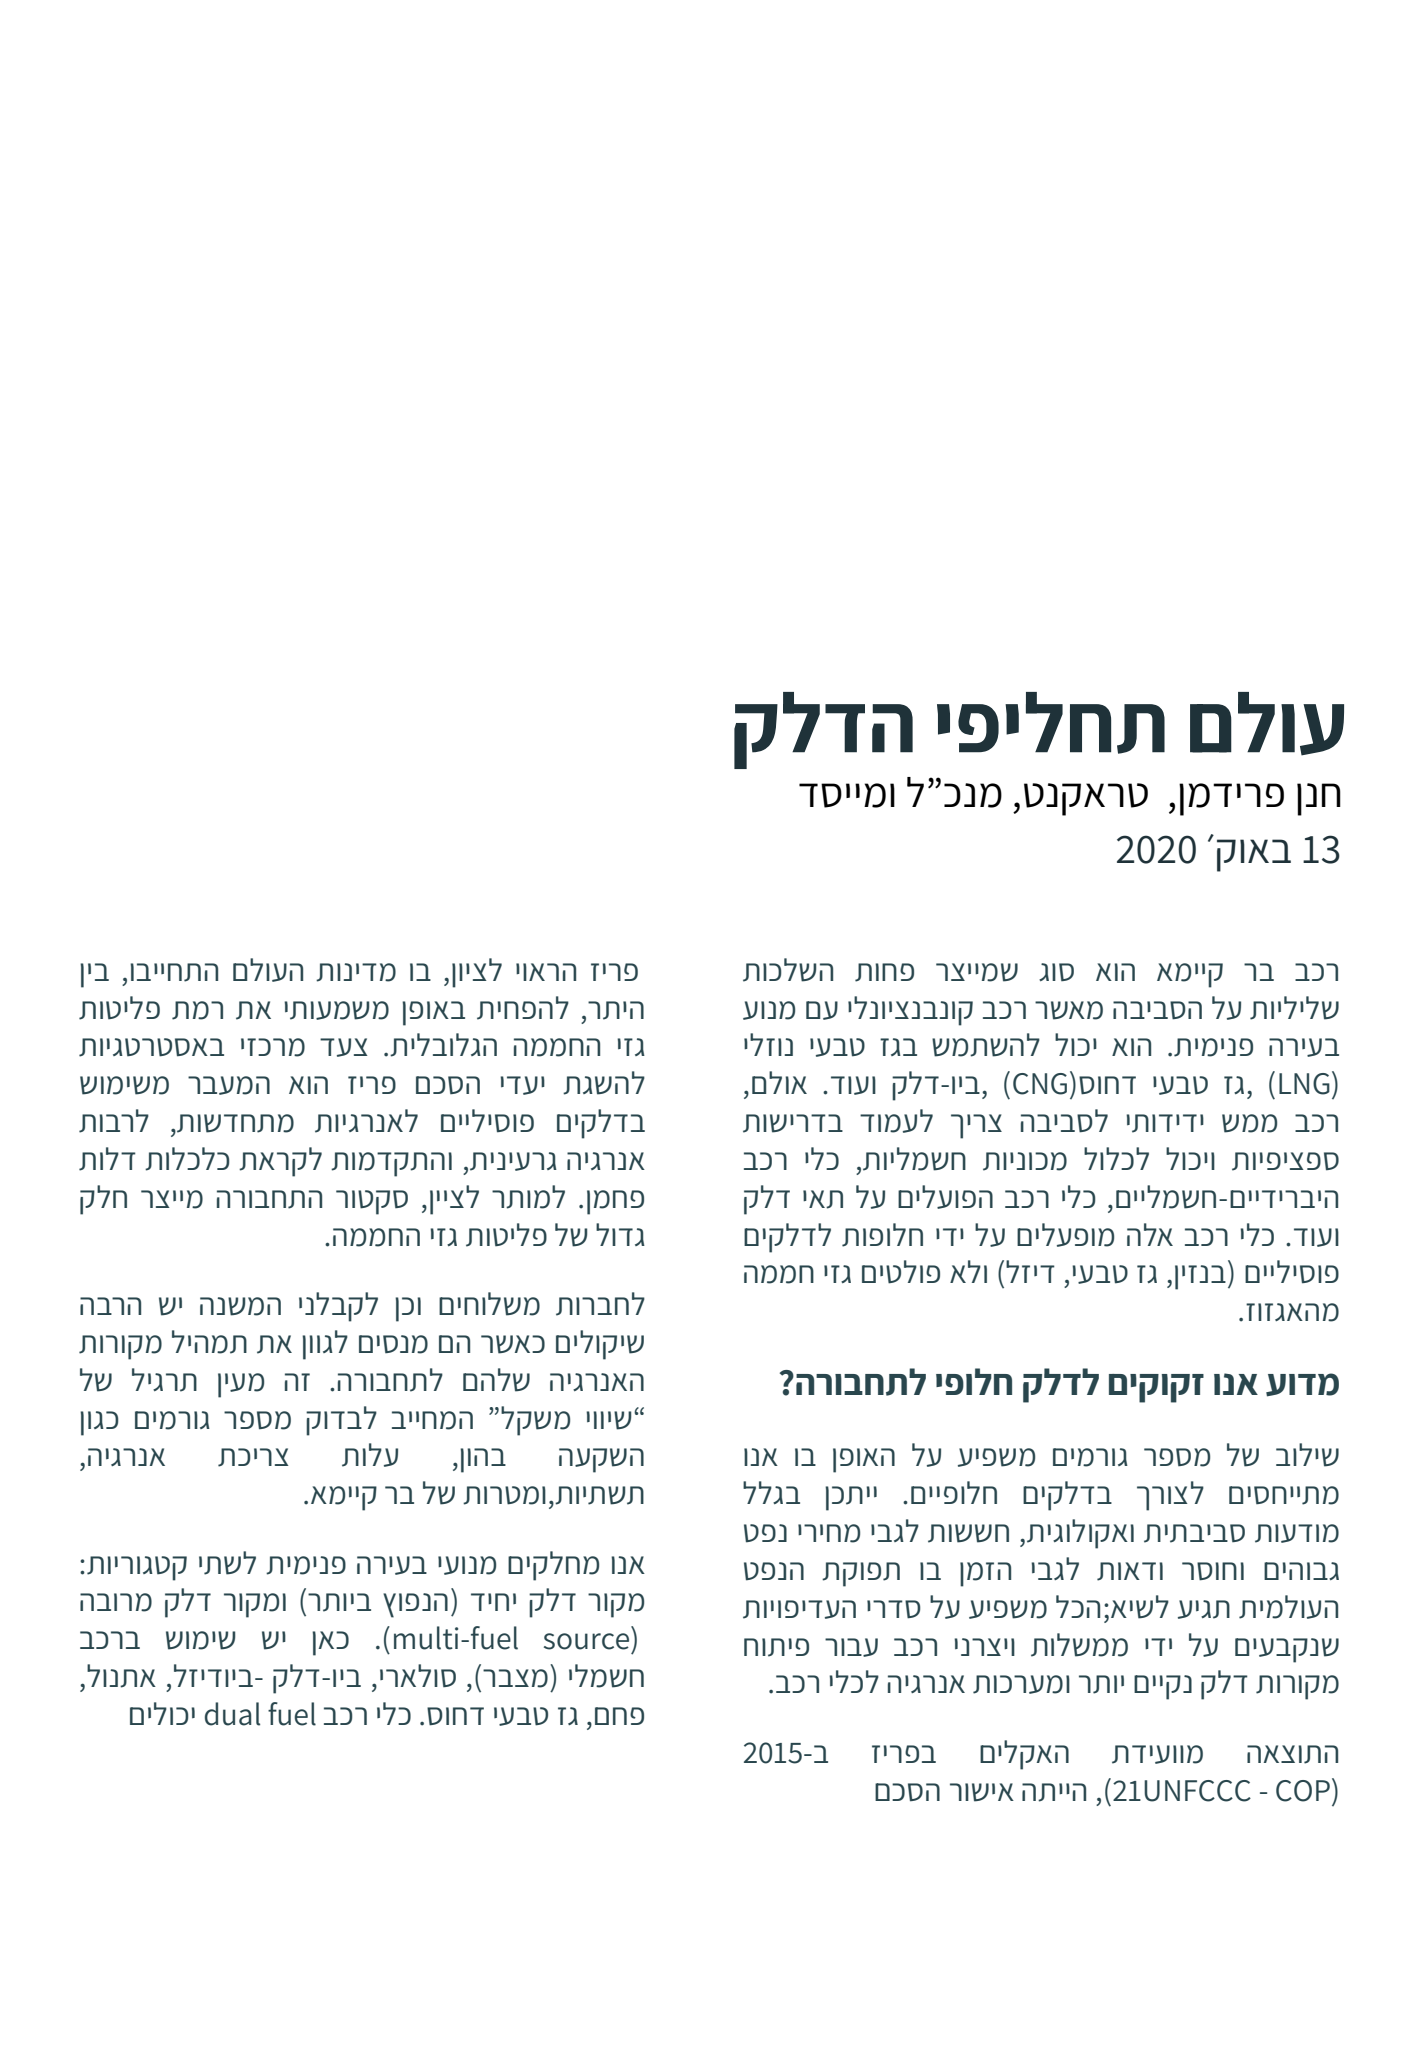 עולם תחליפי הדלק
חנן פרידמן, טראקנט, מנכ”ל ומייסד
13 באוק׳ 2020
רכב בר קיימא הוא סוג שמייצר פחות השלכות
שליליות על הסביבה מאשר רכב קונבנציונלי עם מנוע
בעירה פנימית. הוא יכול להשתמש בגז טבעי נוזלי
(LNG) ,גז טבעי דחוס(CNG) ,ביו-דלק ועוד. אולם,
רכב ממש ידידותי לסביבה צריך לעמוד בדרישות
ספציפיות ויכול לכלול מכוניות חשמליות, כלי רכב
היברידיים-חשמליים, כלי רכב הפועלים על תאי דלק
ועוד. כלי רכב אלה מופעלים על ידי חלופות לדלקים
פוסיליים (בנזין, גז טבעי, דיזל) ולא פולטים גזי חממה
מהאגזוז.
מדוע אנו זקוקים לדלק חלופי לתחבורה?
שילוב של מספר גורמים משפיע על האופן בו אנו
מתייחסים לצורך בדלקים חלופיים. ייתכן בגלל
מודעות סביבתית ואקולוגית, חששות לגבי מחירי נפט
גבוהים וחוסר ודאות לגבי הזמן בו תפוקת הנפט
העולמית תגיע לשיא;הכל משפיע על סדרי העדיפויות
שנקבעים על ידי ממשלות ויצרני רכב עבור פיתוח
מקורות דלק נקיים יותר ומערכות אנרגיה לכלי רכב.
התוצאה מוועידת האקלים בפריז ב-2015
(21UNFCCC - COP), הייתה אישור הסכם
פריז הראוי לציון, בו מדינות העולם התחייבו, בין
היתר, להפחית באופן משמעותי את רמת פליטות
גזי החממה הגלובלית. צעד מרכזי באסטרטגיות
להשגת יעדי הסכם פריז הוא המעבר משימוש
בדלקים פוסיליים לאנרגיות מתחדשות, לרבות
אנרגיה גרעינית, והתקדמות לקראת כלכלות דלות
פחמן. למותר לציין, סקטור התחבורה מייצר חלק
גדול של פליטות גזי החממה.
לחברות משלוחים וכן לקבלני המשנה יש הרבה
שיקולים כאשר הם מנסים לגוון את תמהיל מקורות
האנרגיה שלהם לתחבורה. זה מעין תרגיל של
“שיווי משקל” המחייב לבדוק מספר גורמים כגון
השקעה בהון, עלות צריכת אנרגיה,
תשתיות,ומטרות של בר קיימא.
אנו מחלקים מנועי בעירה פנימית לשתי קטגוריות:
מקור דלק יחיד (הנפוץ ביותר) ומקור דלק מרובה
(multi-fuel source). כאן יש שימוש ברכב
חשמלי (מצבר), סולארי, ביו-דלק -ביודיזל, אתנול,
פחם, גז טבעי דחוס. כלי רכב dual fuel יכולים